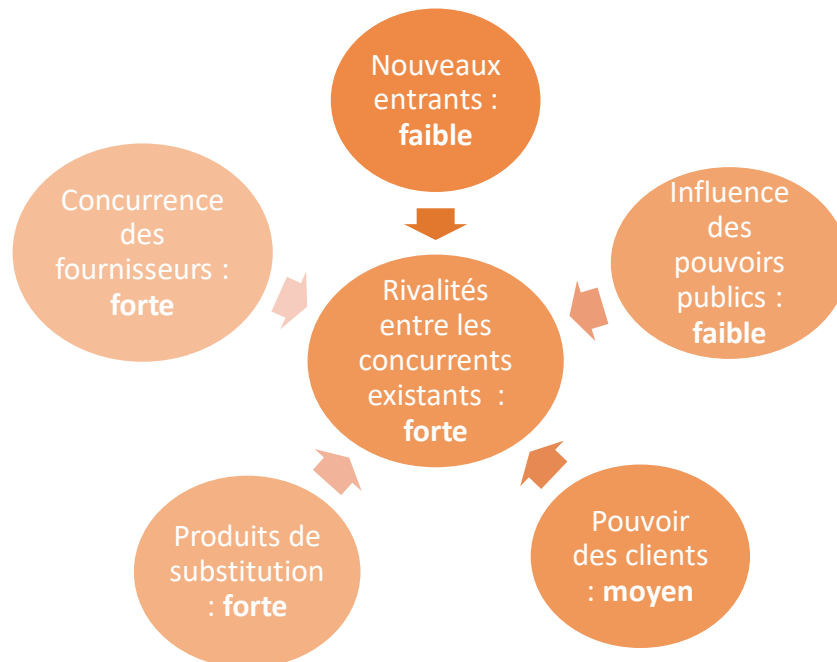 Nouveaux
entrants :
faible
Concurrence
des
fournisseurs :
forte
Influence
des
pouvoirs
publics :
faible
Rivalités
entre les
concurrents
existants :
forte
Produits de
substitution
: forte
Pouvoir
des clients
: moyen